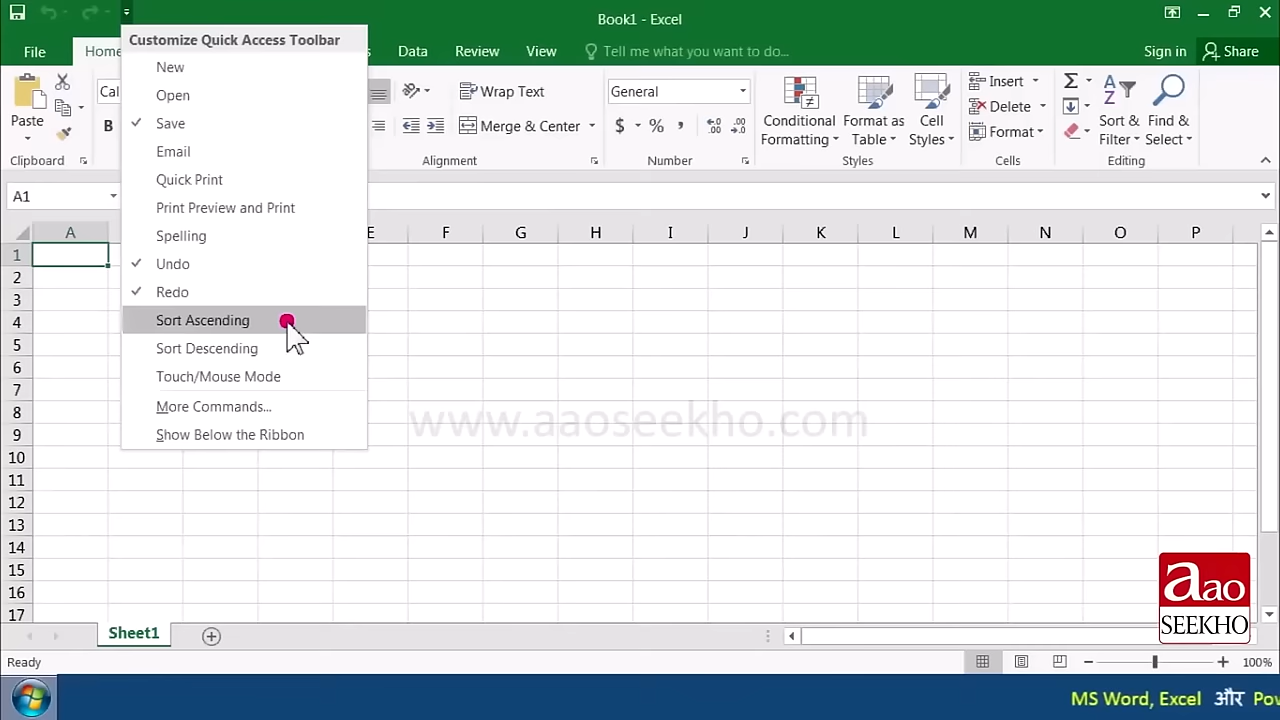 Book1 - Excel
File
Home
Data
Review
View
Tell me what you want to do...
Sign in
Share
Customize Quick Access Toolbar
New
Open
Save
Email
Quick Print
Print Preview and Print
Spelling
Undo
Redo
Sort Ascending
Sort Descending
Touch/Mouse Mode
More Commands...
Show Below the Ribbon
Paste
Clipboard
Cal
B
Wrap Text
Merge & Center
Alignment
General
$ % ,
Number
Conditional Formatting
Format as Table
Cell Styles
Styles
Insert
Delete
Format
Cells
Sort & Filter
Find & Select
Editing
A1
A E F G H I J K L M N O P
1
2
3
4
5
6
7
8
9
10
11
12
13
14
15
16
17
www.aaoseekho.com
aao
SEEKHO
Sheet1
Ready
100%
MS Word, Excel और Po